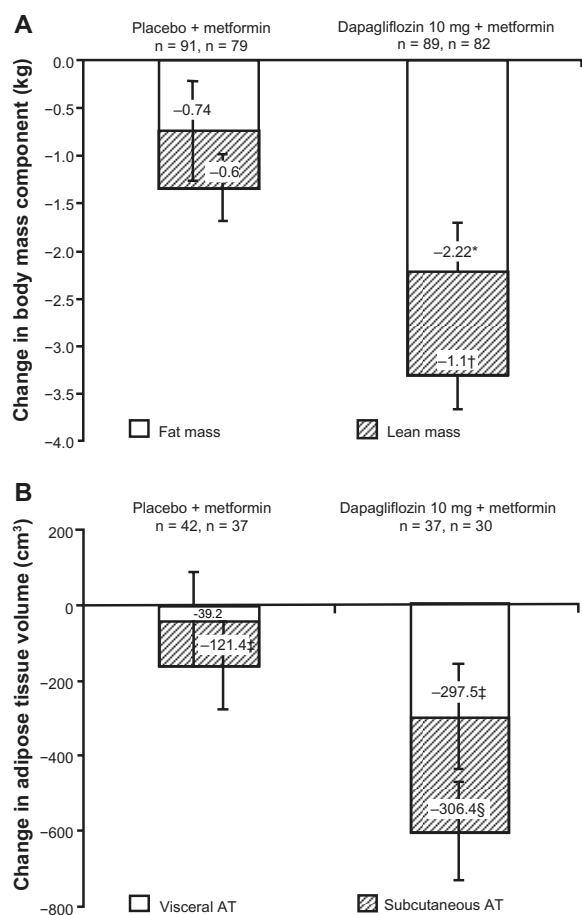 A
Placebo + metformin
n = 91, n = 79
Dapagliflozin 10 mg + metformin
n = 89, n = 82
Change in body mass component (kg)
0.0
–0.5
–1.0
–1.5
–2.0
–2.5
–3.0
–3.5
–4.0
–0.74
–0.6
–2.22*
–1.1†
Fat mass
Lean mass
B
Placebo + metformin
n = 42, n = 37
Dapagliflozin 10 mg + metformin
n = 37, n = 30
Change in adipose tissue volume (cm³)
200
0
–200
–400
–600
–800
-39.2
–121.4‡
–297.5‡
–306.4§
Visceral AT
Subcutaneous AT